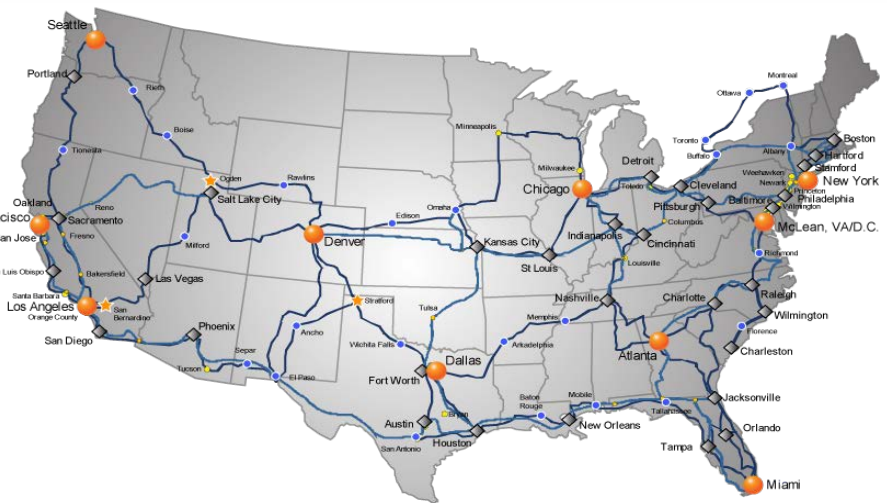 Seattle
Portland
Rieth
Boise
Tionesta
Ogden
Rawlins
Salt Lake City
Oakland
cisco
Sacramento
Reno
an Jose
Fresno
Milford
Luis Obispo
Bakersfield
Las Vegas
Santa Barbara
Los Angeles
Orange County
San
Bernardino
San Diego
Phoenix
Tucson
Separ
El Paso
Ancho
Denver
Stratford
Wichita Falls
Edison
Omaha
Minneapolis
Milwaukee
Chicago
Kansas City
St Louis
Tulsa
Dallas
Fort Worth
Arkadelphia
Memphis
Nashville
Austin
Bryan
San Antonio
Houston
Baton
Rouge
New Orleans
Mobile
Tallahassee
Jacksonville
Orlando
Tampa
Miami
Atlanta
Charlotte
Raleigh
Wilmington
Florence
Charleston
Louisville
Cincinnati
Indianapolis
Columbus
Detroit
Toledo
Cleveland
Pittsburgh
Baltimore
Wilmington
Philadelphia
Princeton
Newark
Weehawken
New York
Stamford
Hartford
Boston
Albany
Buffalo
Toronto
Ottawa
Montreal
McLean, VA/D.C.
Richmond